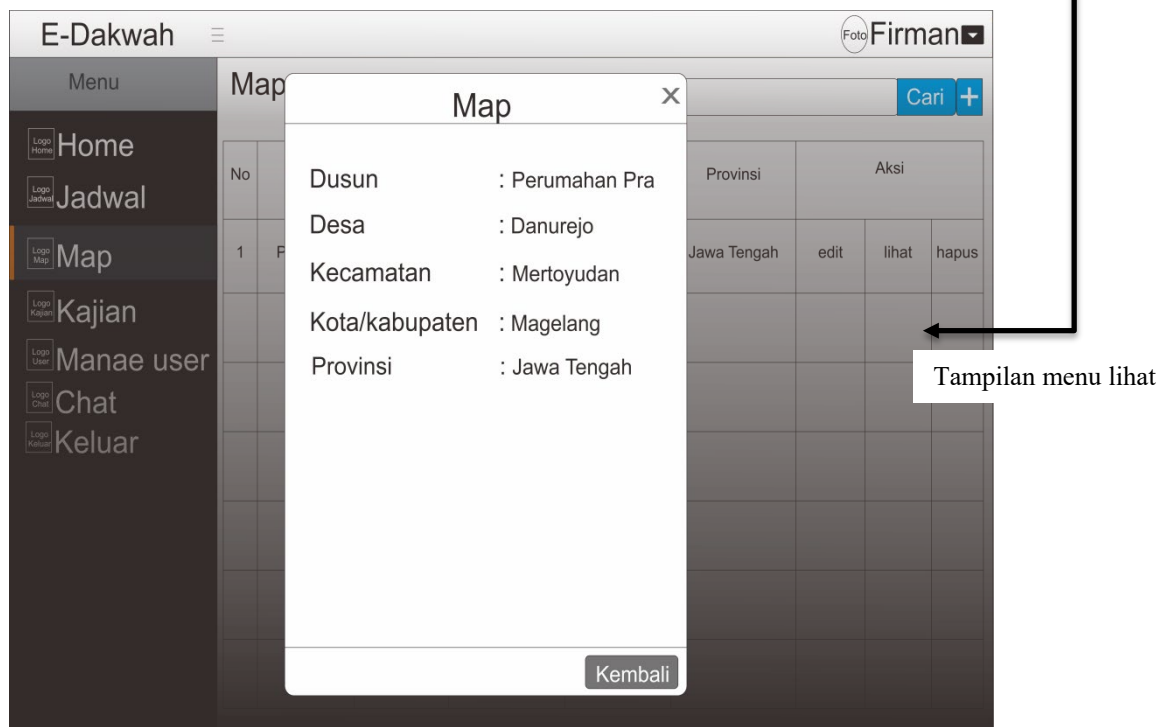 E-Dakwah
Foto Firman
Menu
Map
Cari +
Logo Home Home
Logo Jadwal Jadwal
Logo Map Map
Logo Kajian Kajian
Logo User Manae user
Logo Chat Chat
Logo Keluar Keluar
No Provinsi Aksi
1 P Jawa Tengah edit lihat hapus
Map X
Dusun : Perumahan Pra
Desa : Danurejo
Kecamatan : Mertoyudan
Kota/kabupaten : Magelang
Provinsi : Jawa Tengah
Kembali
Tampilan menu lihat